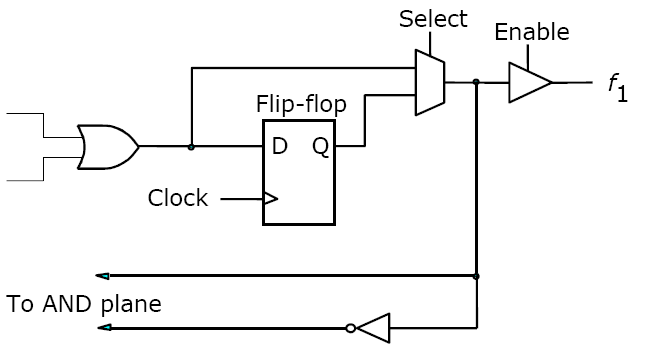 Select
Enable
f1
Flip-flop
D Q
Clock
To AND plane